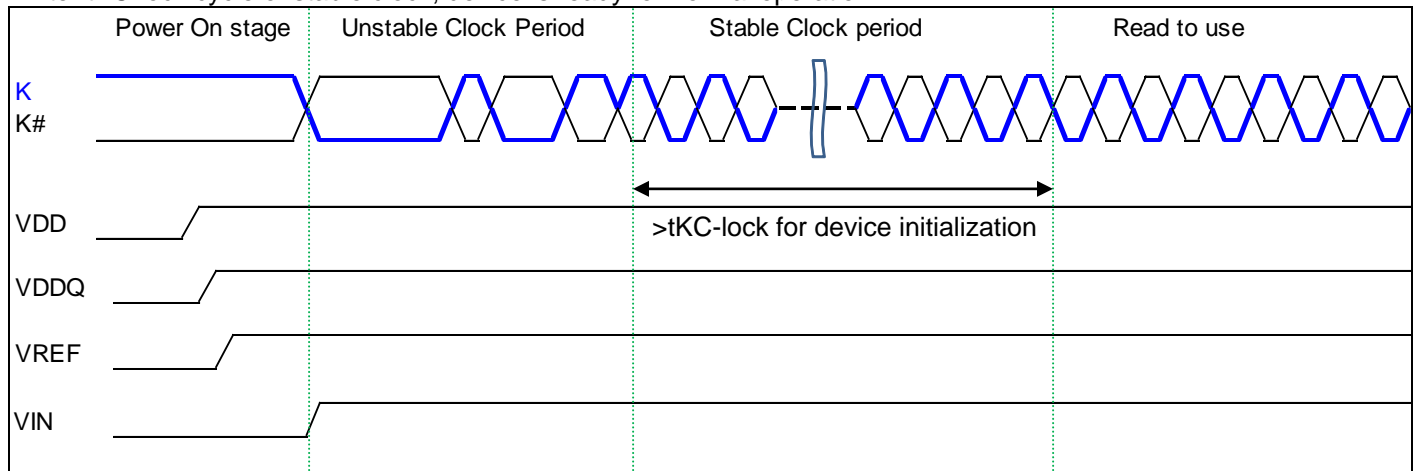 Power On stage Unstable Clock Period Stable Clock period Read to use
K
K#
VDD
>tKC-lock for device initialization
VDDQ
VREF
VIN